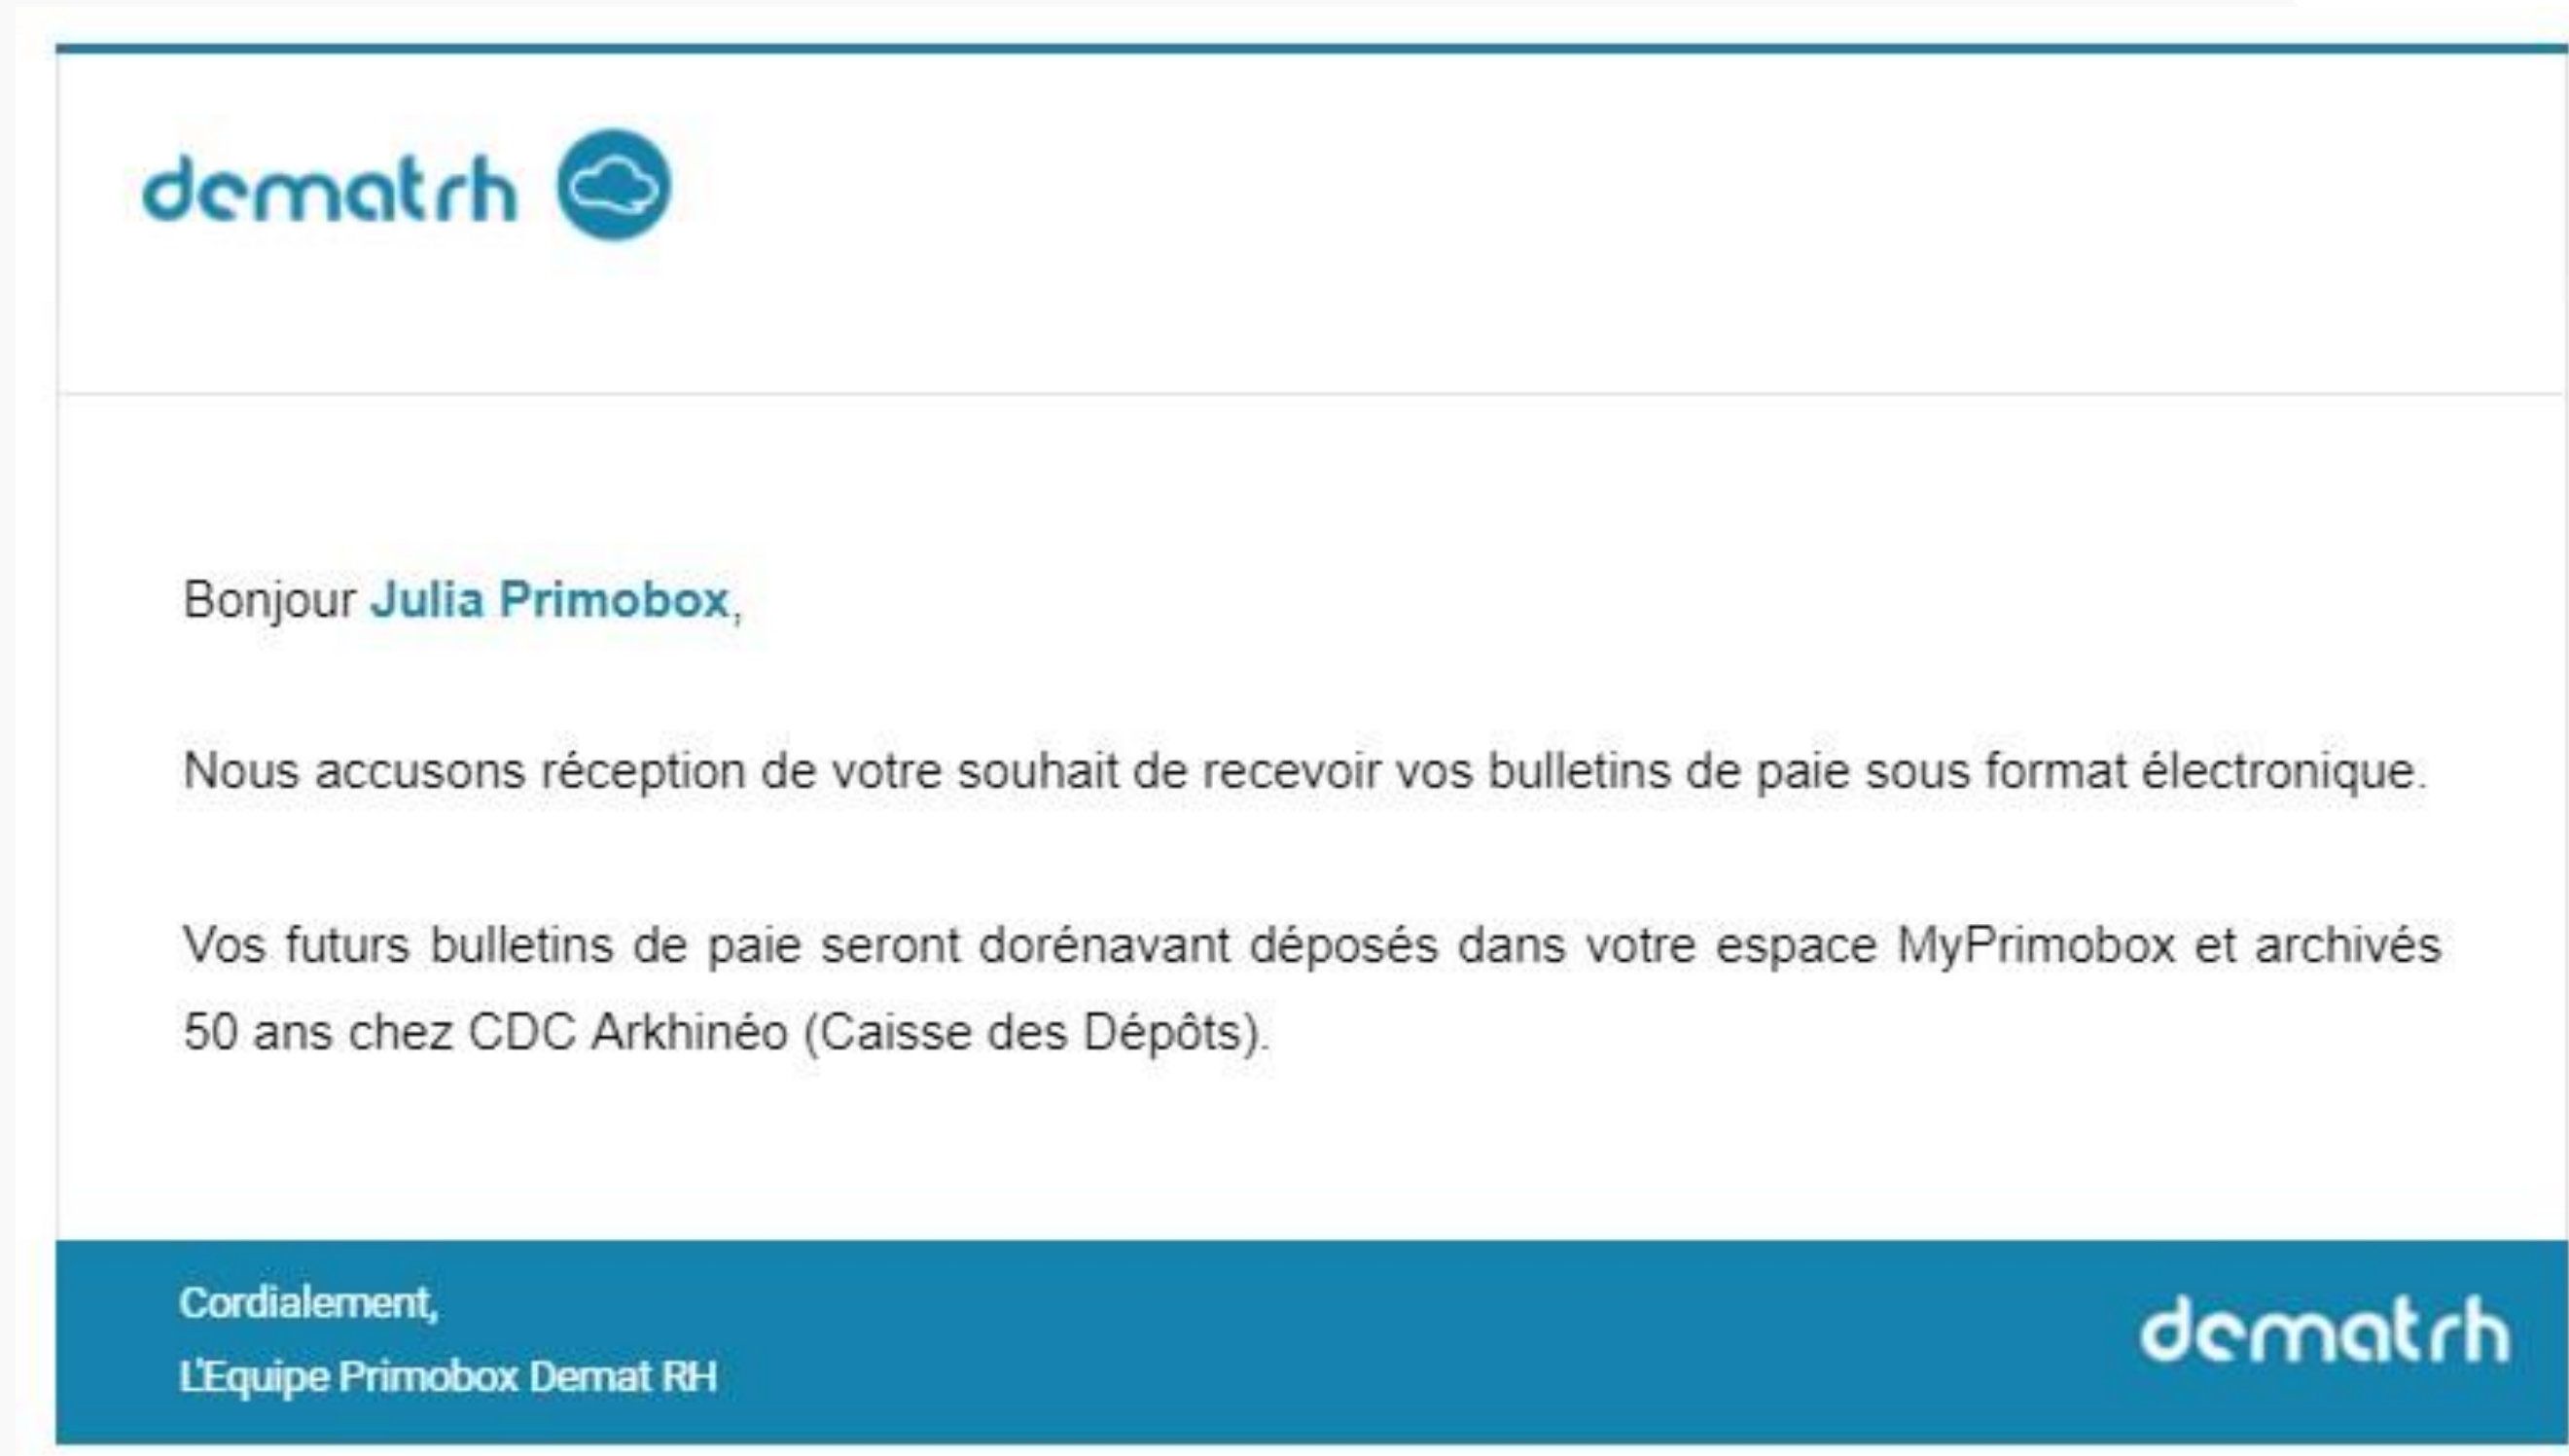 dematrh
Bonjour Julia Primobox,
Nous accusons réception de votre souhait de recevoir vos bulletins de paie sous format électronique.
Vos futurs bulletins de paie seront dorénavant déposés dans votre espace MyPrimobox et archivés
50 ans chez CDC Arkhinéo (Caisse des Dépôts).
Cordialement,
L'Equipe Primobox Demat RH
dematrh